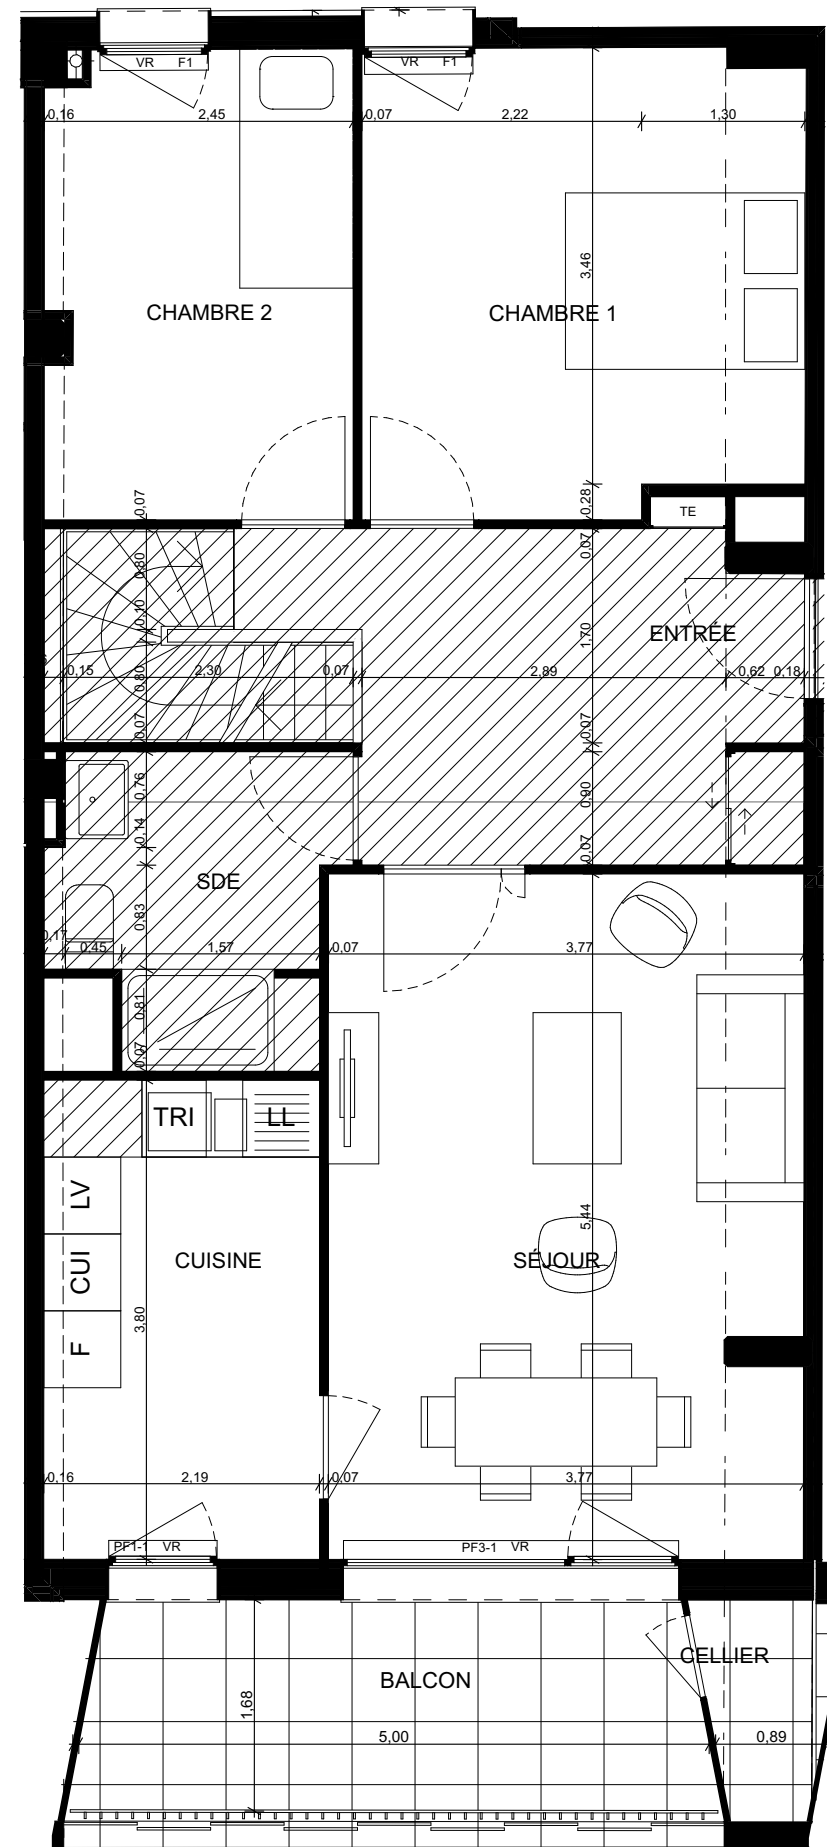 VR F1
VR F1
0,16 2,45 0,07 2,22 1,30
3,46
CHAMBRE 2
CHAMBRE 1
0,07
0,28
TE
0,80
0,07
0,10
1,70
ENTRÉE
0,15 2,30 0,07 2,89 0,62 0,18
0,80
0,07
0,07
0,76
0,90
0,14
0,07
SDE
0,83
0,17 0,45 1,57 0,07 3,77
0,81
0,07
TRI LL
LV
5,44
CUISINE
SÉJOUR
CUI
3,80
F
0,16 2,19 0,07 3,77
PF1-1 VR
PF3-1 VR
CELLIER
BALCON
1,68
5,00 0,89